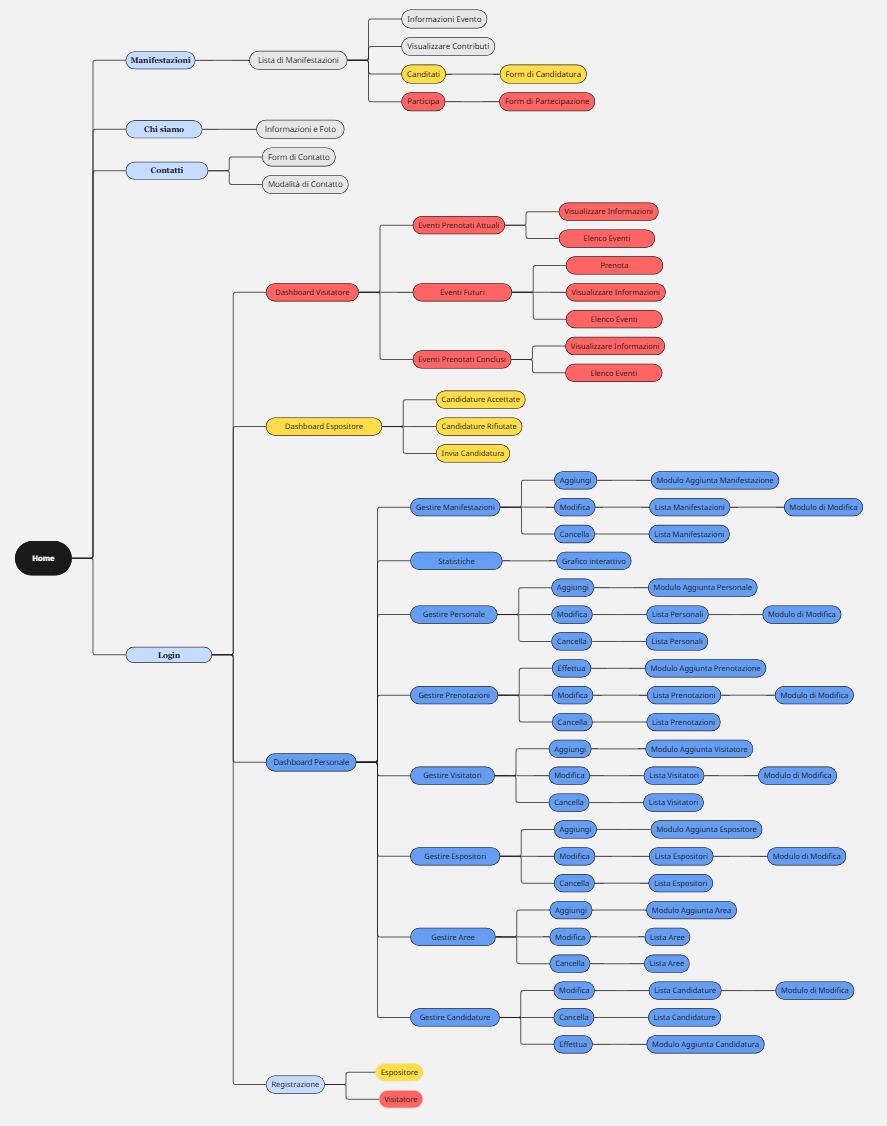 Home
Manifestazioni
Lista di Manifestazioni
Informazioni Evento
Visualizzare Contributi
Canditati
Form di Candidatura
Participa
Form di Partecipazione
Chi siamo
Informazioni e Foto
Contatti
Form di Contatto
Modalità di Contatto
Login
Dashboard Visitatore
Eventi Prenotati Attuali
Visualizzare Informazioni
Elenco Eventi
Eventi Futuri
Prenota
Visualizzare Informazioni
Elenco Eventi
Eventi Prenotati Conclusi
Visualizzare Informazioni
Elenco Eventi
Dashboard Espositore
Candidature Accettate
Candidature Rifiutate
Invia Candidatura
Dashboard Personale
Gestire Manifestazioni
Aggiungi
Modulo Aggiunta Manifestazione
Modifica
Lista Manifestazioni
Modulo di Modifica
Cancella
Lista Manifestazioni
Statistiche
Grafico interattivo
Gestire Personale
Aggiungi
Modulo Aggiunta Personale
Modifica
Lista Personali
Modulo di Modifica
Cancella
Lista Personali
Gestire Prenotazioni
Effettua
Modulo Aggiunta Prenotazione
Modifica
Lista Prenotazioni
Modulo di Modifica
Cancella
Lista Prenotazioni
Gestire Visitatori
Aggiungi
Modulo Aggiunta Visitatore
Modifica
Lista Visitatori
Modulo di Modifica
Cancella
Lista Visitatori
Gestire Espositori
Aggiungi
Modulo Aggiunta Espositore
Modifica
Lista Espositori
Modulo di Modifica
Cancella
Lista Espositori
Gestire Aree
Aggiungi
Modulo Aggiunta Area
Modifica
Lista Aree
Cancella
Lista Aree
Gestire Candidature
Modifica
Lista Candidature
Modulo di Modifica
Cancella
Lista Candidature
Effettua
Modulo Aggiunta Candidatura
Registrazione
Espositore
Visitatore